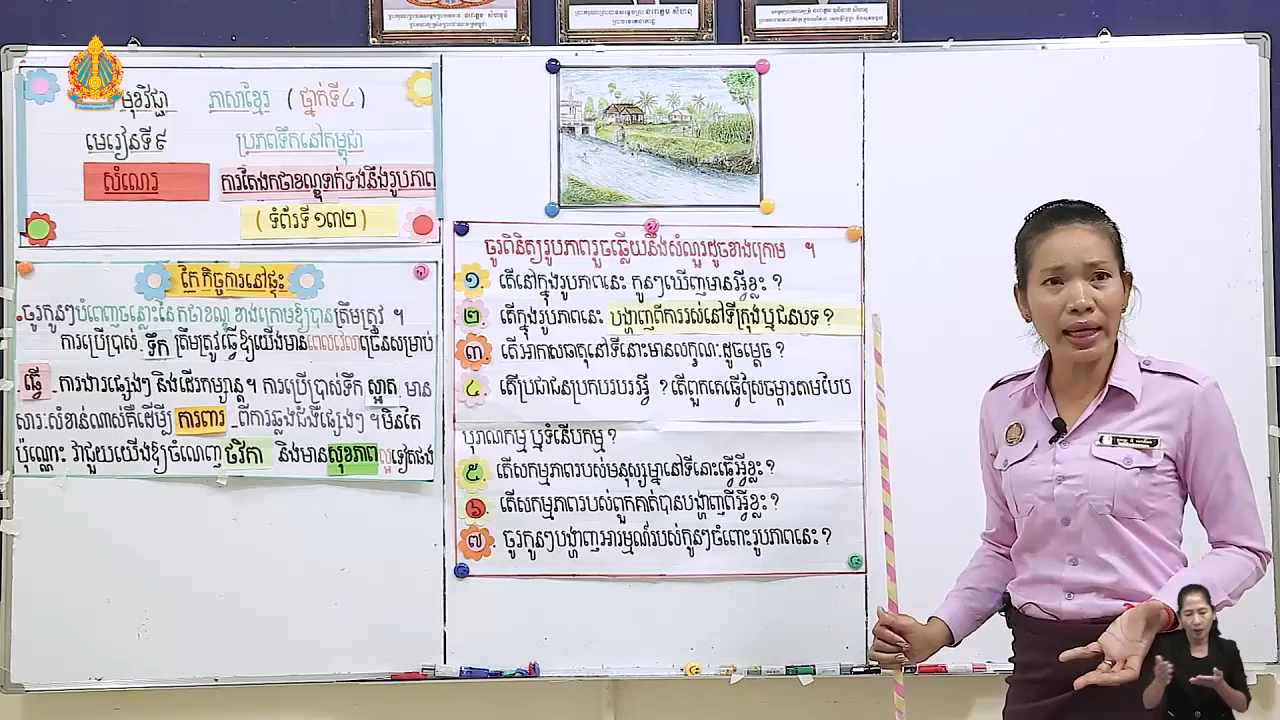 មុខវិជ្ជា ភាសាខ្មែរ ( ថ្នាក់ទី៤ )
មេរៀនទី៩ ប្រភពទឹកនៅកម្ពុជា
សំណេរ ការតែងកថាខណ្ឌទាក់ទងនឹងរូបភាព
( ទំព័រទី ១៣២ )
កែកិច្ចការនៅផ្ទះ
ចូរកូនៗបំពេញចន្លោះនៃកថាខណ្ឌខាងក្រោមឱ្យបានត្រឹមត្រូវ ។
ការប្រើប្រាស់ ទឹក ត្រឹមត្រូវធ្វើឱ្យយើងមានពេលវេលាច្រើនសម្រាប់
ធ្វើ ការងារផ្សេងៗ និងដើរកម្សាន្ត។ ការប្រើប្រាស់ទឹក ស្អាត មាន
សារៈសំខាន់ណាស់គឺដើម្បី ការពារ ពីការឆ្លងជំងឺផ្សេងៗ ។មិនតែ
ប៉ុណ្ណោះ វាជួយយើងឱ្យចំណេញ ថវិកា និងមាន សុខភាព ល្អទៀតផង
ចូរពិនិត្យរូបភាពរួចឆ្លើយនឹងសំណួរដូចខាងក្រោម ។
១. តើនៅក្នុងរូបភាពនេះ កូនៗឃើញមានអ្វីខ្លះ ?
២. តើក្នុងរូបភាពនេះ បង្ហាញពីការរស់នៅទីក្រុងឬជនបទ ?
៣. តើអាកាសធាតុនៅទីនោះមានលក្ខណៈដូចម្តេច ?
៤. តើប្រជាជនប្រកបរបរអ្វី ? តើពួកគេធ្វើស្រែចម្ការតាមបែប
បុរាណកម្ម ឬទំនើបកម្ម ?
៥. តើសកម្មភាពរបស់មនុស្សម្នានៅទីនោះធ្វើអ្វីខ្លះ ?
៦. តើសកម្មភាពរបស់ពួកគាត់បានបង្ហាញពីអ្វីខ្លះ ?
៧. ចូរកូនៗបង្ហាញអារម្មណ៍របស់កូនៗចំពោះរូបភាពនេះ ?